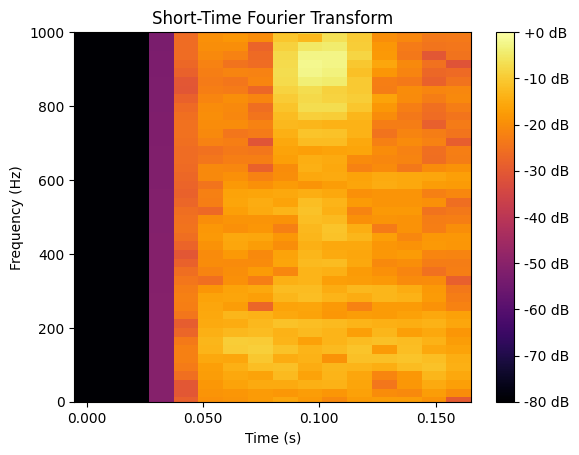 Short-Time Fourier Transform
1000
800
600
400
200
0
Frequency (Hz)
0.000
0.050
0.100
0.150
Time (s)
+0 dB
-10 dB
-20 dB
-30 dB
-40 dB
-50 dB
-60 dB
-70 dB
-80 dB